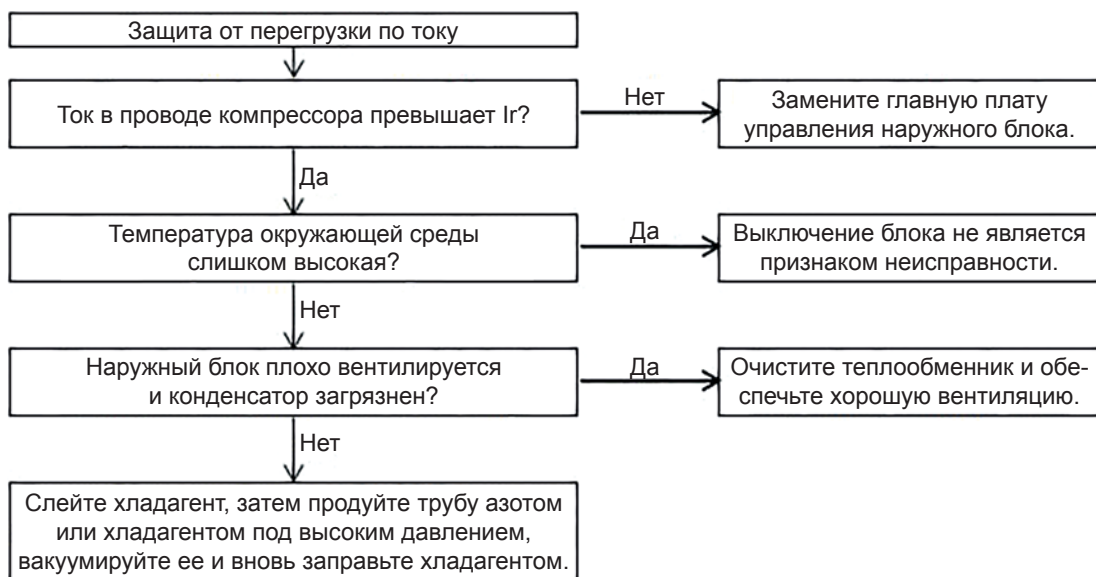 Защита от перегрузки по току
Ток в проводе компрессора превышает Ir?
Нет
Замените главную плату
управления наружного блока.
Да
Температура окружающей среды
слишком высокая?
Да
Выключение блока не является
признаком неисправности.
Нет
Наружный блок плохо вентилируется
и конденсатор загрязнен?
Да
Очистите теплообменник и обе-
спечьте хорошую вентиляцию.
Нет
Слейте хладагент, затем продуйте трубу азотом
или хладагентом под высоким давлением,
вакуумируйте ее и вновь заправьте хладагентом.